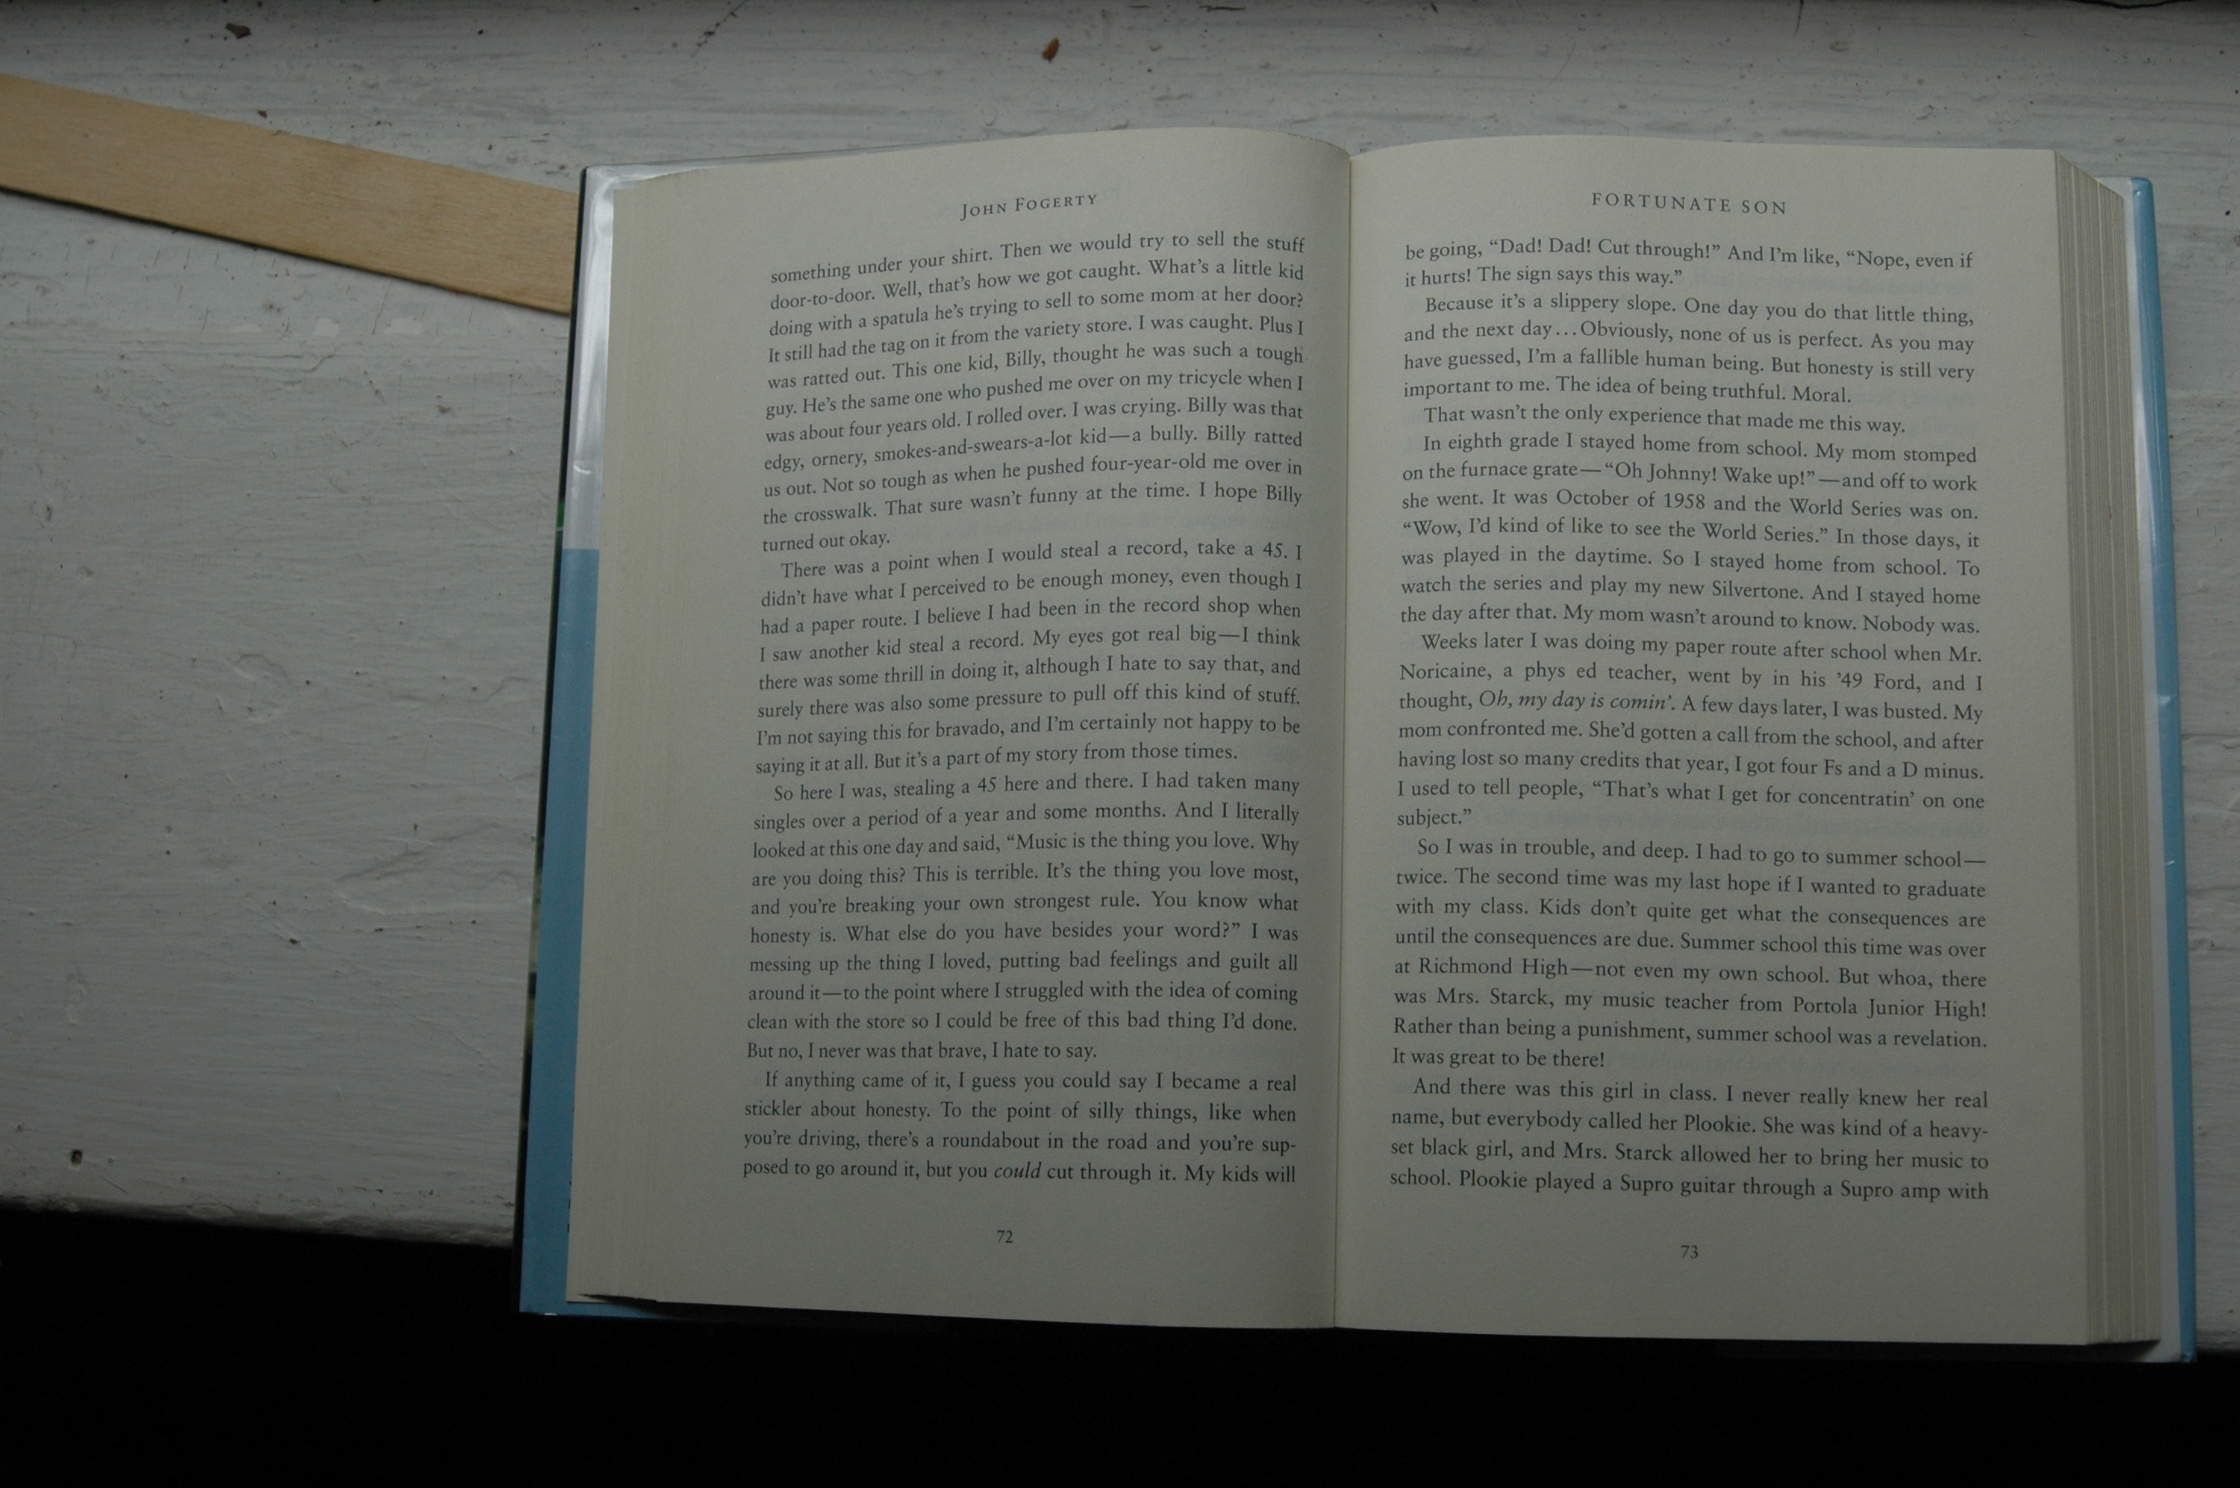 JOHN FOGERTY
something under your shirt. Then we would try to sell the stuff
door-to-door. Well, that's how we got caught. What's a little kid
doing with a spatula he's trying to sell to some mom at her door?
It still had the tag on it from the variety store. I was caught. Plus I
was ratted out. This one kid, Billy, thought he was such a tough
guy. He's the same one who pushed me over on my tricycle when I
was about four years old. I rolled over. I was crying. Billy was that
edgy, ornery, smokes-and-swears-a-lot kid—a bully. Billy ratted
us out. Not so tough as when he pushed four-year-old me over in
the crosswalk. That sure wasn't funny at the time. I hope Billy
turned out okay.
There was a point when I would steal a record, take a 45. I
didn't have what I perceived to be enough money, even though I
had a paper route. I believe I had been in the record shop when
I saw another kid steal a record. My eyes got real big—I think
there was some thrill in doing it, although I hate to say that, and
surely there was also some pressure to pull off this kind of stuff.
I'm not saying this for bravado, and I'm certainly not happy to be
saying it at all. But it's a part of my story from those times.
So here I was, stealing a 45 here and there. I had taken many
singles over a period of a year and some months. And I literally
looked at this one day and said, “Music is the thing you love. Why
are you doing this? This is terrible. It's the thing you love most,
and you're breaking your own strongest rule. You know what
honesty is. What else do you have besides your word?” I was
messing up the thing I loved, putting bad feelings and guilt all
around it—to the point where I struggled with the idea of coming
clean with the store so I could be free of this bad thing I'd done.
But no, I never was that brave, I hate to say.
If anything came of it, I guess you could say I became a real
stickler about honesty. To the point of silly things, like when
you're driving, there's a roundabout in the road and you're sup-
posed to go around it, but you could cut through it. My kids will
72
FORTUNATE SON
be going, “Dad! Dad! Cut through!” And I'm like, “Nope, even if
it hurts! The sign says this way.”
Because it's a slippery slope. One day you do that little thing,
and the next day...Obviously, none of us is perfect. As you may
have guessed, I'm a fallible human being. But honesty is still very
important to me. The idea of being truthful. Moral.
That wasn't the only experience that made me this way.
In eighth grade I stayed home from school. My mom stomped
on the furnace grate—“Oh Johnny! Wake up!”—and off to work
she went. It was October of 1958 and the World Series was on.
“Wow, I'd kind of like to see the World Series.” In those days, it
was played in the daytime. So I stayed home from school. To
watch the series and play my new Silvertone. And I stayed home
the day after that. My mom wasn't around to know. Nobody was.
Weeks later I was doing my paper route after school when Mr.
Noricaine, a phys ed teacher, went by in his '49 Ford, and I
thought, Oh, my day is comin'. A few days later, I was busted. My
mom confronted me. She'd gotten a call from the school, and after
having lost so many credits that year, I got four Fs and a D minus.
I used to tell people, “That's what I get for concentratin' on one
subject.”
So I was in trouble, and deep. I had to go to summer school—
twice. The second time was my last hope if I wanted to graduate
with my class. Kids don't quite get what the consequences are
until the consequences are due. Summer school this time was over
at Richmond High—not even my own school. But whoa, there
was Mrs. Starck, my music teacher from Portola Junior High!
Rather than being a punishment, summer school was a revelation.
It was great to be there!
And there was this girl in class. I never really knew her real
name, but everybody called her Plookie. She was kind of a heavy-
set black girl, and Mrs. Starck allowed her to bring her music to
school. Plookie played a Supro guitar through a Supro amp with
73